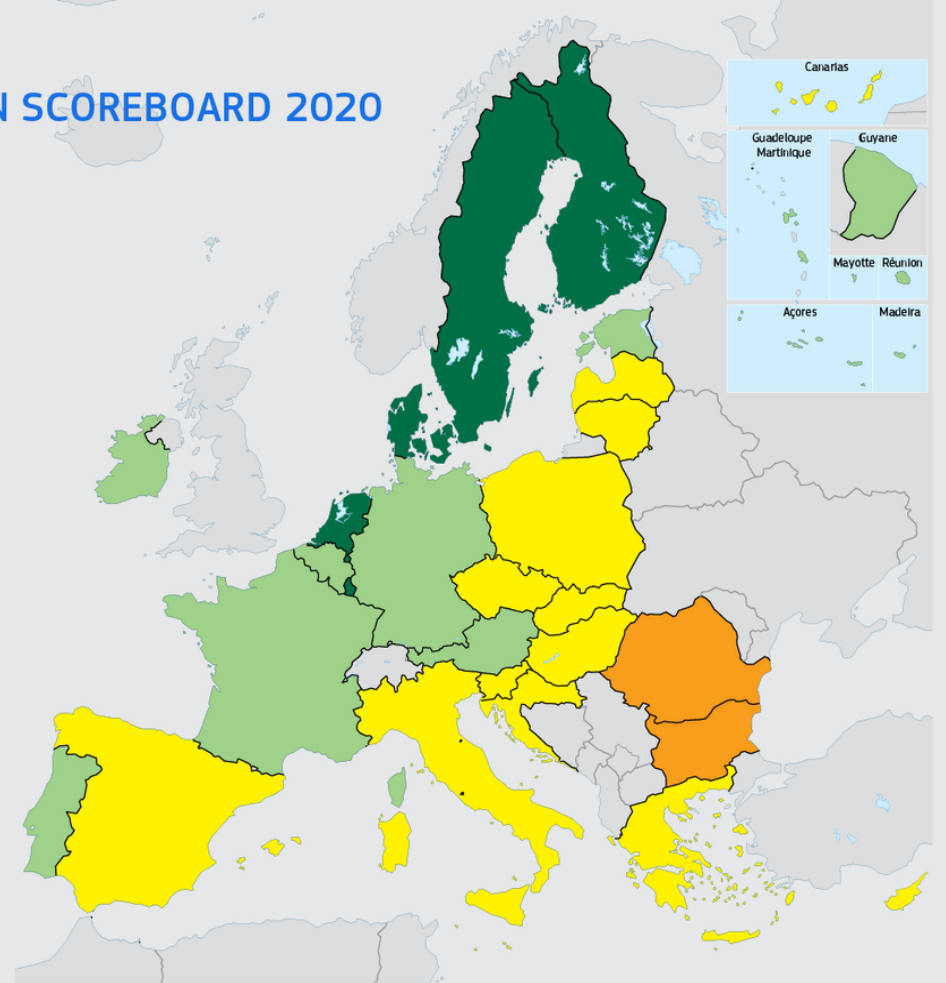 N SCOREBOARD 2020
Canarias
Guadeloupe
Martinique
Guyane
Mayotte
Réunion
Açores
Madeira